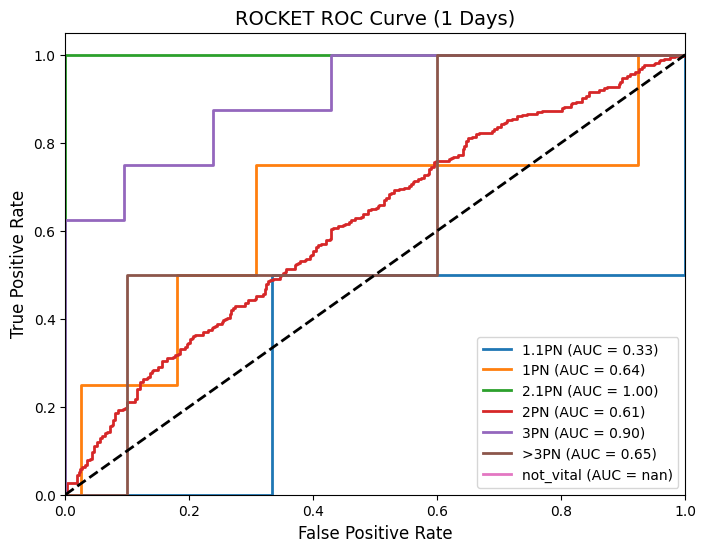 ROCKET ROC Curve (1 Days)
True Positive Rate
1.0
0.8
0.6
0.4
0.2
0.0
0.0 0.2 0.4 0.6 0.8 1.0
False Positive Rate
1.1PN (AUC = 0.33)
1PN (AUC = 0.64)
2.1PN (AUC = 1.00)
2PN (AUC = 0.61)
3PN (AUC = 0.90)
>3PN (AUC = 0.65)
not_vital (AUC = nan)